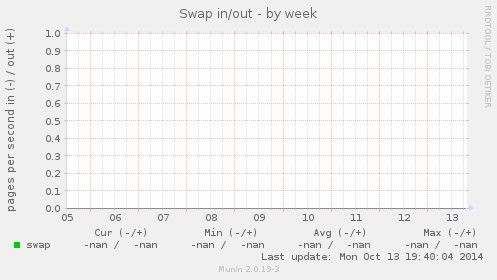 Swap in/out - by week
RRDTOOL / TOBI OETIKER
pages per second in (-) / out (+)
1.0
0.9
0.8
0.7
0.6
0.5
0.4
0.3
0.2
0.1
0.0
05 06 07 08 09 10 11 12 13
Cur (-/+) Min (-/+) Avg (-/+) Max (-/+)
swap -nan / -nan -nan / -nan -nan / -nan -nan / -nan
Last update: Mon Oct 13 19:40:04 2014
Munin 2.0.19-3